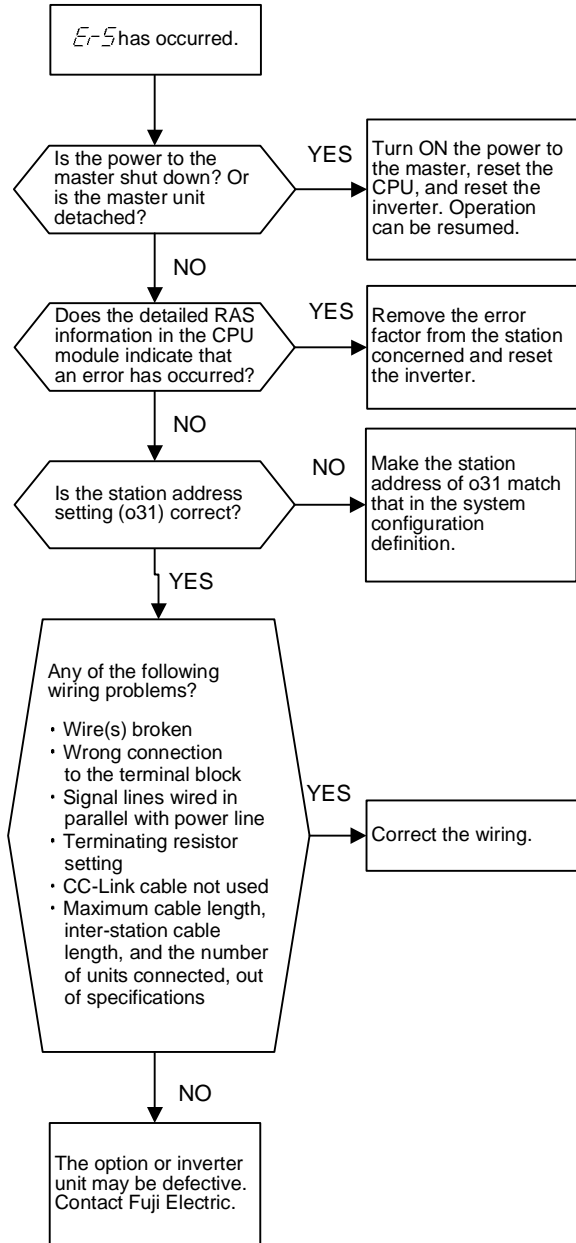 Er5 has occurred.
Is the power to the
master shut down? Or
is the master unit
detached?
YES
Turn ON the power to
the master, reset the
CPU, and reset the
inverter. Operation
can be resumed.
NO
Does the detailed RAS
information in the CPU
module indicate that
an error has occurred?
YES
Remove the error
factor from the station
concerned and reset
the inverter.
NO
Is the station address
setting (o31) correct?
NO
Make the station
address of o31 match
that in the system
configuration
definition.
YES
Any of the following
wiring problems?
・Wire(s) broken
・Wrong connection
to the terminal block
・Signal lines wired in
parallel with power line
・Terminating resistor
setting
・CC-Link cable not used
・Maximum cable length,
inter-station cable
length, and the number
of units connected, out
of specifications
YES
Correct the wiring.
NO
The option or inverter
unit may be defective.
Contact Fuji Electric.